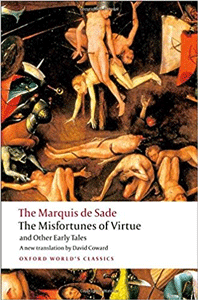 The Marquis de Sade
The Misfortunes of Virtue
and Other Early Tales
A new translation by David Coward
OXFORD WORLD'S CLASSICS